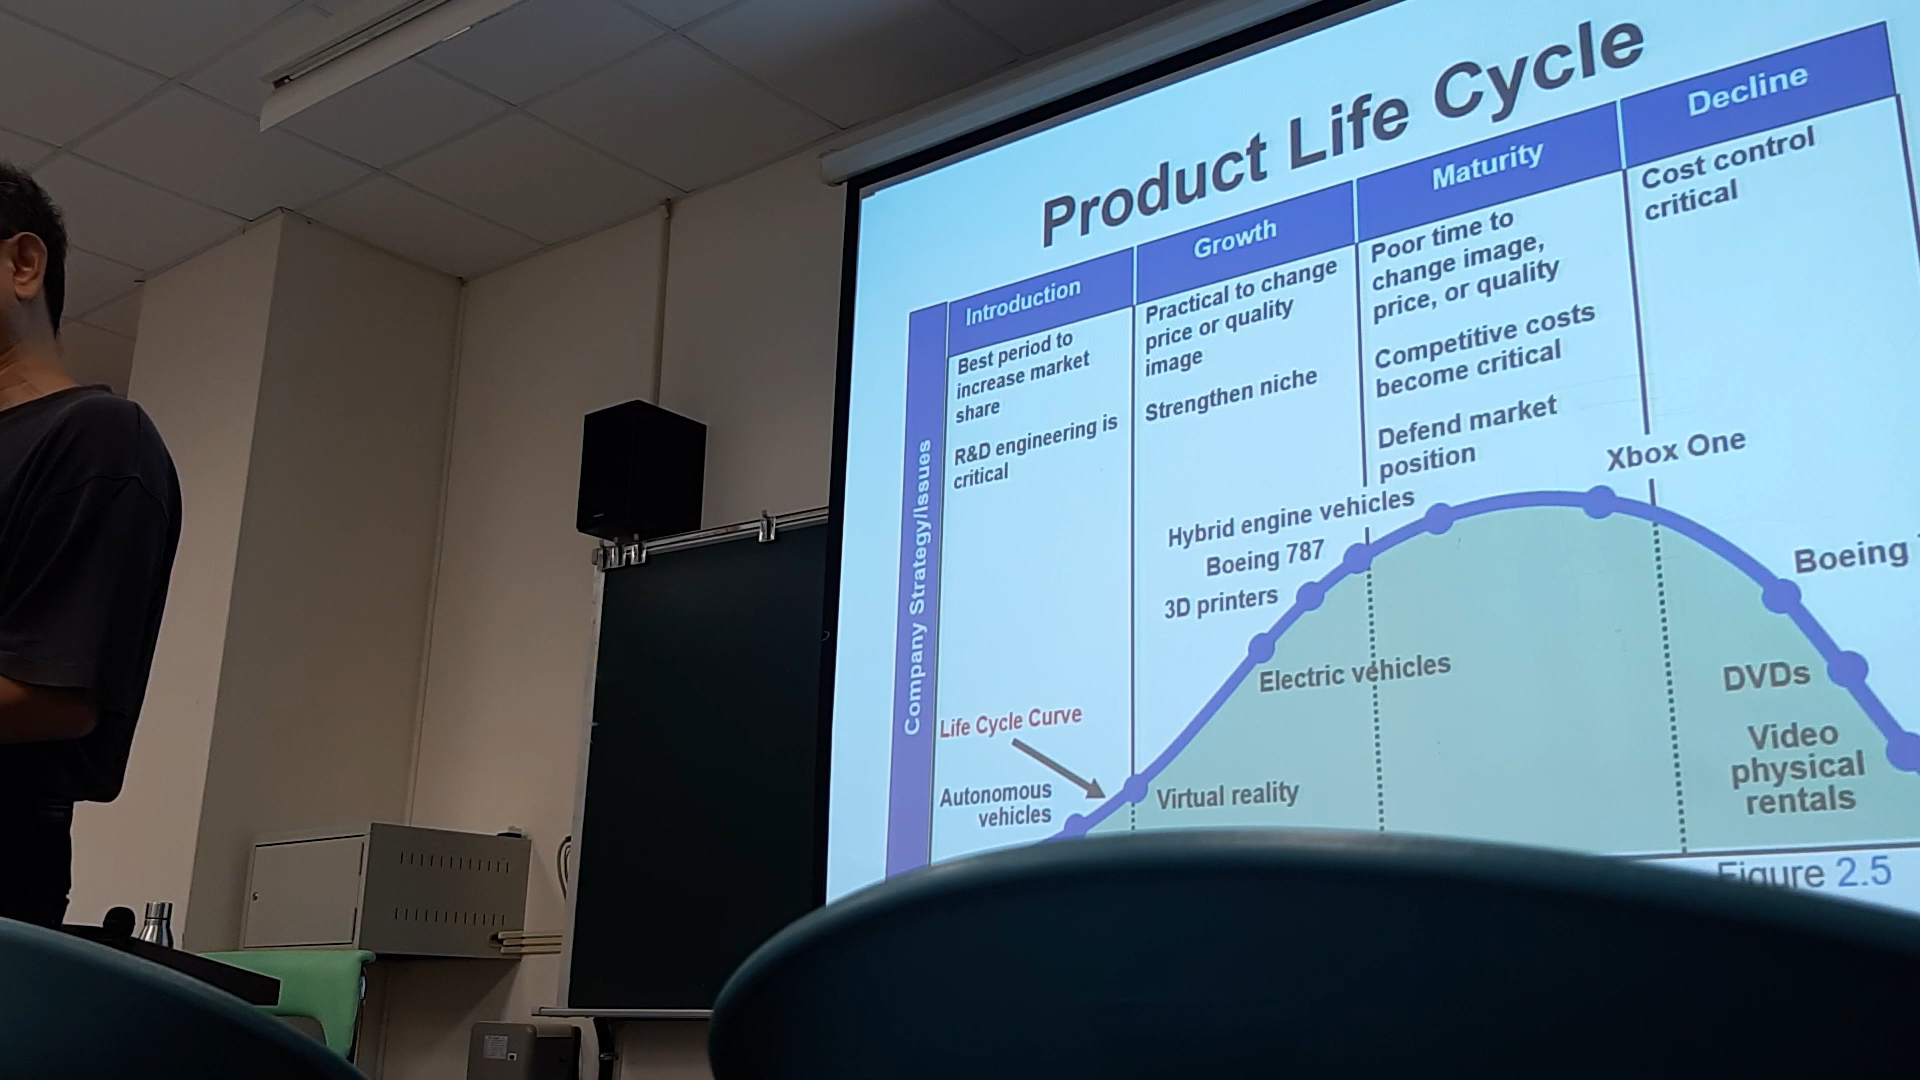 Product Life Cycle
Introduction
Growth
Maturity
Decline
Company Strategy/Issues
Best period to
increase market
share
R&D engineering is
critical
Practical to change
price or quality
image
Strengthen niche
Poor time to
change image,
price, or quality
Competitive costs
become critical
Defend market
position
Cost control
critical
Xbox One
Hybrid engine vehicles
Boeing 787
3D printers
Boeing
Electric vehicles
DVDs
Life Cycle Curve
Video
physical
rentals
Autonomous
vehicles
Virtual reality
Figure 2.5